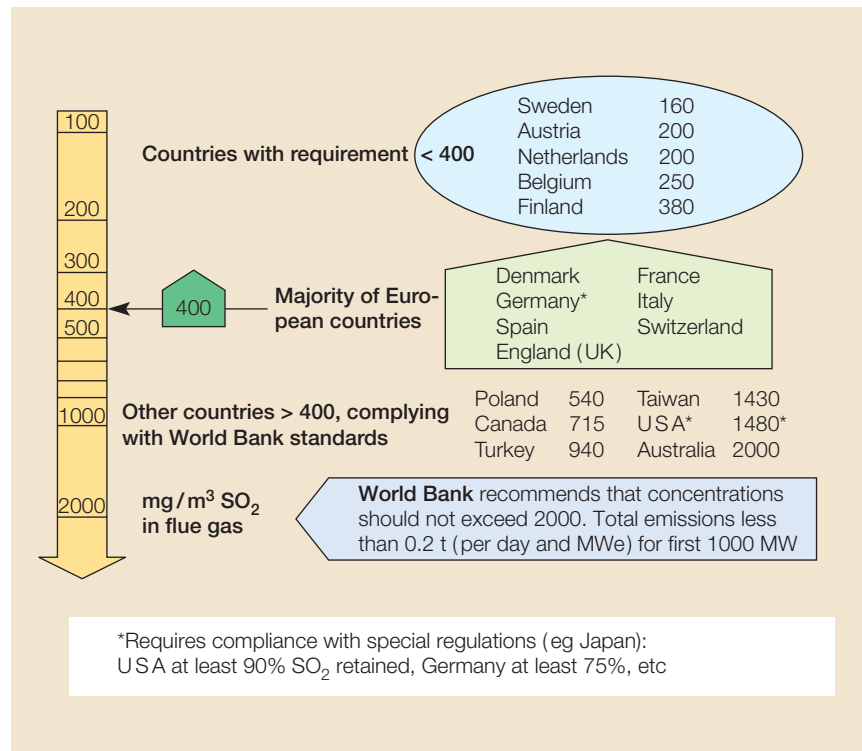 100
200
300
400
500
1000
2000
Countries with requirement < 400
Sweden 160
Austria 200
Netherlands 200
Belgium 250
Finland 380
400
Majority of Euro-
pean countries
Denmark France
Germany* Italy
Spain Switzerland
England (UK)
Other countries > 400, complying
with World Bank standards
Poland 540 Taiwan 1430
Canada 715 USA* 1480*
Turkey 940 Australia 2000
mg/m³ SO₂
in flue gas
World Bank recommends that concentrations
should not exceed 2000. Total emissions less
than 0.2 t (per day and MWe) for first 1000 MW
*Requires compliance with special regulations (eg Japan):
USA at least 90% SO₂ retained, Germany at least 75%, etc